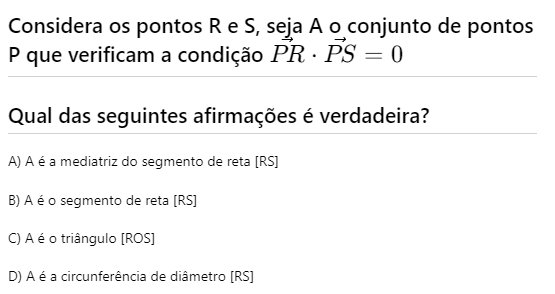 Considera os pontos R e S, seja A o conjunto de pontos
P que verificam a condição $\vec{PR} \cdot \vec{PS} = 0$
Qual das seguintes afirmações é verdadeira?
A) A é a mediatriz do segmento de reta [RS]
B) A é o segmento de reta [RS]
C) A é o triângulo [ROS]
D) A é a circunferência de diâmetro [RS]